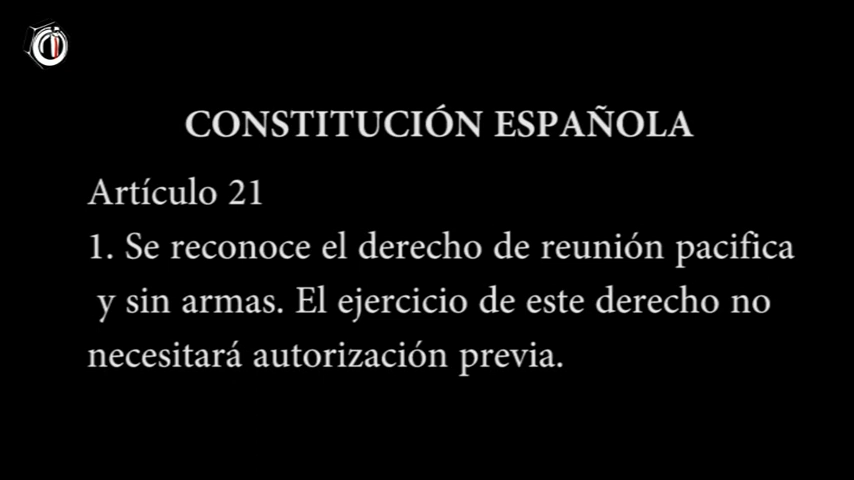 CONSTITUCIÓN ESPAÑOLA
Artículo 21
1. Se reconoce el derecho de reunión pacifica
y sin armas. El ejercicio de este derecho no
necesitará autorización previa.